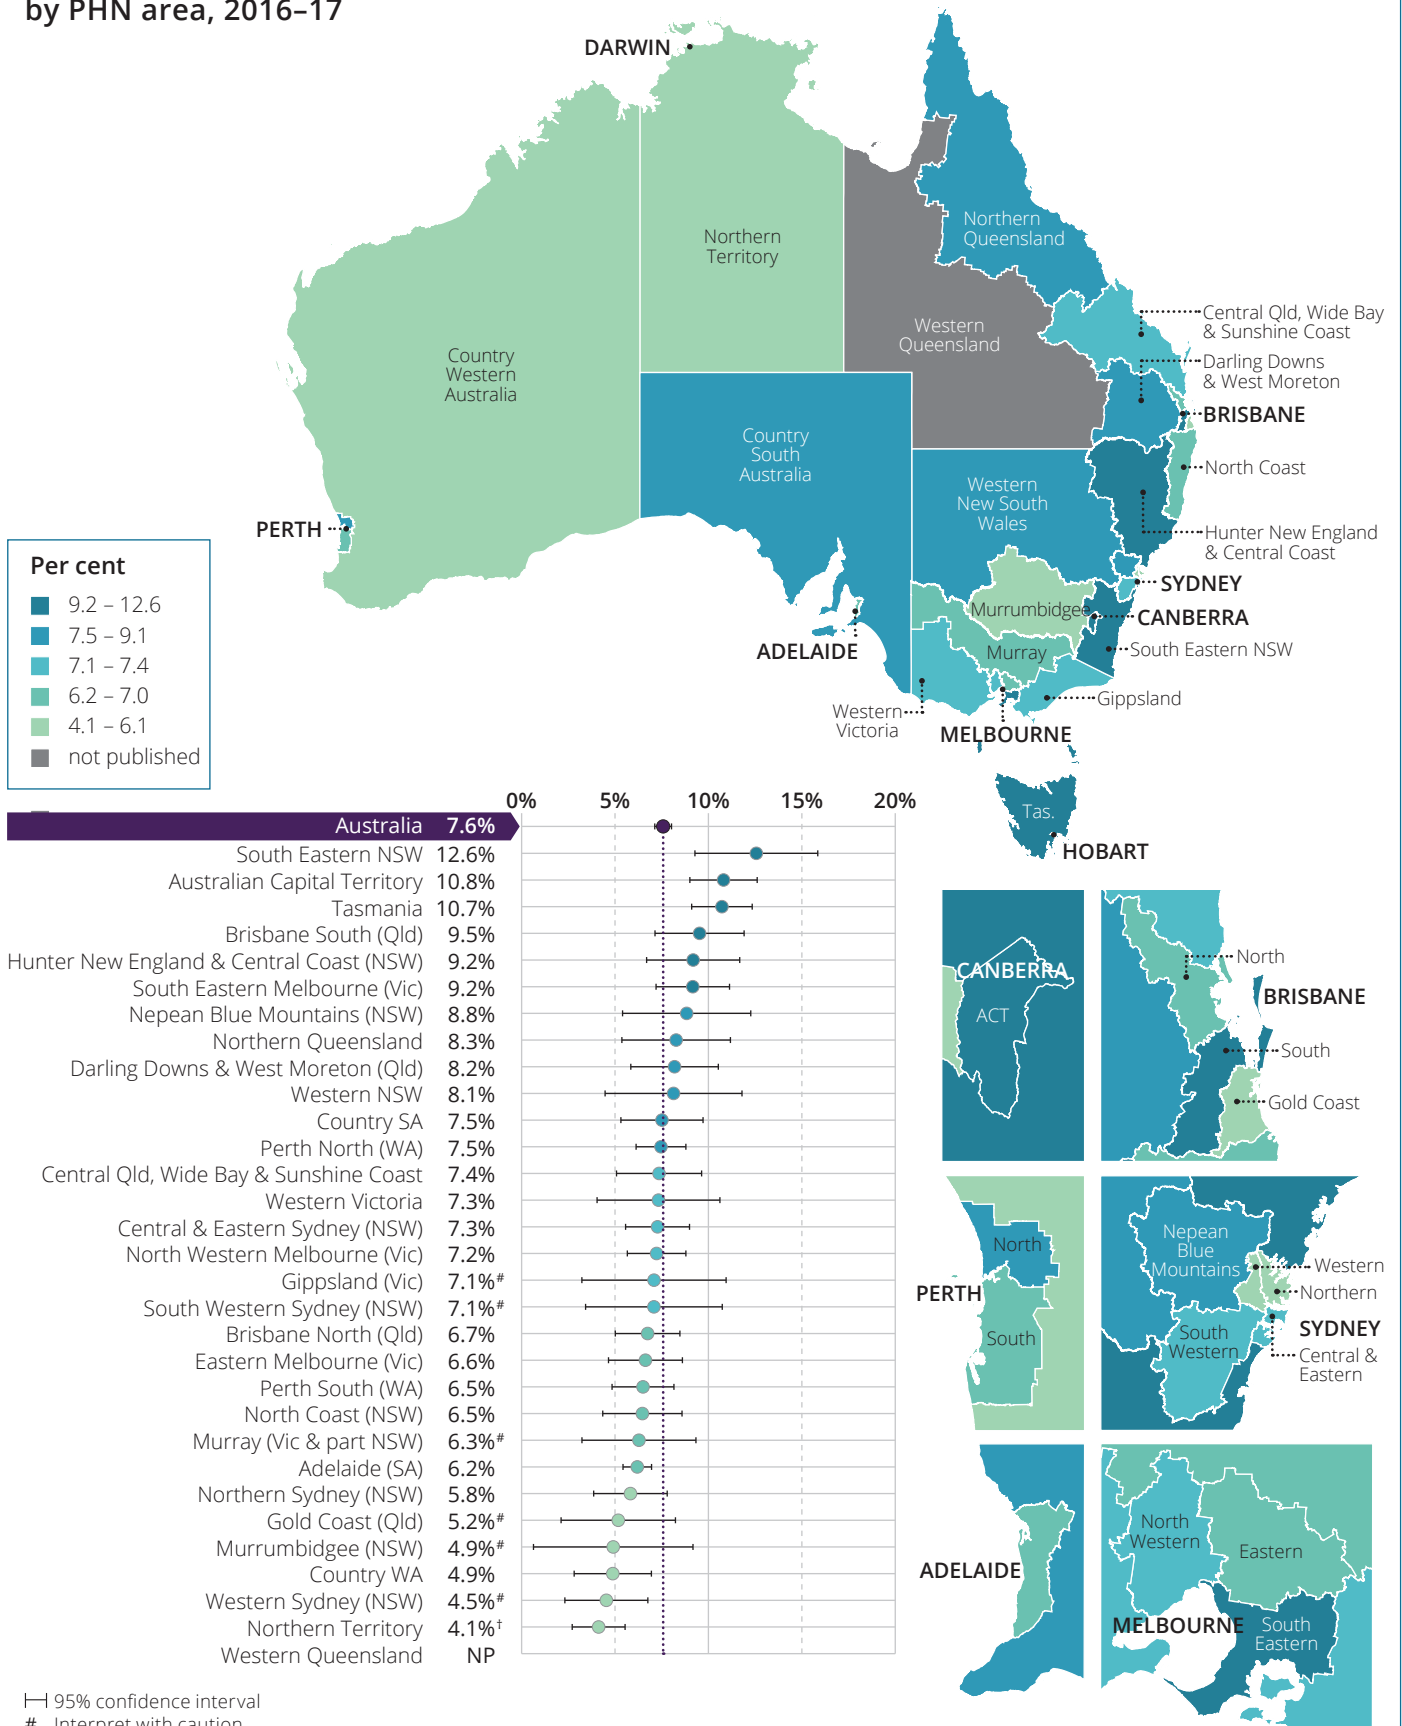 by PHN area, 2016–17
DARWIN
Northern
Territory
Northern
Queensland
Western
Queensland
Country
Western
Australia
Central Qld, Wide Bay
& Sunshine Coast
Darling Downs
& West Moreton
BRISBANE
Country
South
Australia
North Coast
Western
New South
Wales
PERTH
Hunter New England
& Central Coast
SYDNEY
Murrumbidgee
CANBERRA
ADELAIDE
Murray
South Eastern NSW
Gippsland
Western
Victoria
MELBOURNE
Tas.
HOBART
Per cent
9.2 – 12.6
7.5 – 9.1
7.1 – 7.4
6.2 – 7.0
4.1 – 6.1
not published
0% 5% 10% 15% 20%
Australia 7.6%
South Eastern NSW 12.6%
Australian Capital Territory 10.8%
Tasmania 10.7%
Brisbane South (Qld) 9.5%
Hunter New England & Central Coast (NSW) 9.2%
South Eastern Melbourne (Vic) 9.2%
Nepean Blue Mountains (NSW) 8.8%
Northern Queensland 8.3%
Darling Downs & West Moreton (Qld) 8.2%
Western NSW 8.1%
Country SA 7.5%
Perth North (WA) 7.5%
Central Qld, Wide Bay & Sunshine Coast 7.4%
Western Victoria 7.3%
Central & Eastern Sydney (NSW) 7.3%
North Western Melbourne (Vic) 7.2%
Gippsland (Vic) 7.1%#
South Western Sydney (NSW) 7.1%#
Brisbane North (Qld) 6.7%
Eastern Melbourne (Vic) 6.6%
Perth South (WA) 6.5%
North Coast (NSW) 6.5%
Murray (Vic & part NSW) 6.3%#
Adelaide (SA) 6.2%
Northern Sydney (NSW) 5.8%
Gold Coast (Qld) 5.2%#
Murrumbidgee (NSW) 4.9%#
Country WA 4.9%
Western Sydney (NSW) 4.5%#
Northern Territory 4.1%†
Western Queensland NP
95% confidence interval
# Interpret with caution
CANBERRA
ACT
North
BRISBANE
South
Gold Coast
North
PERTH
South
Nepean
Blue
Mountains
Western
Northern
South
Western
SYDNEY
Central &
Eastern
ADELAIDE
North
Western
Eastern
MELBOURNE
South
Eastern